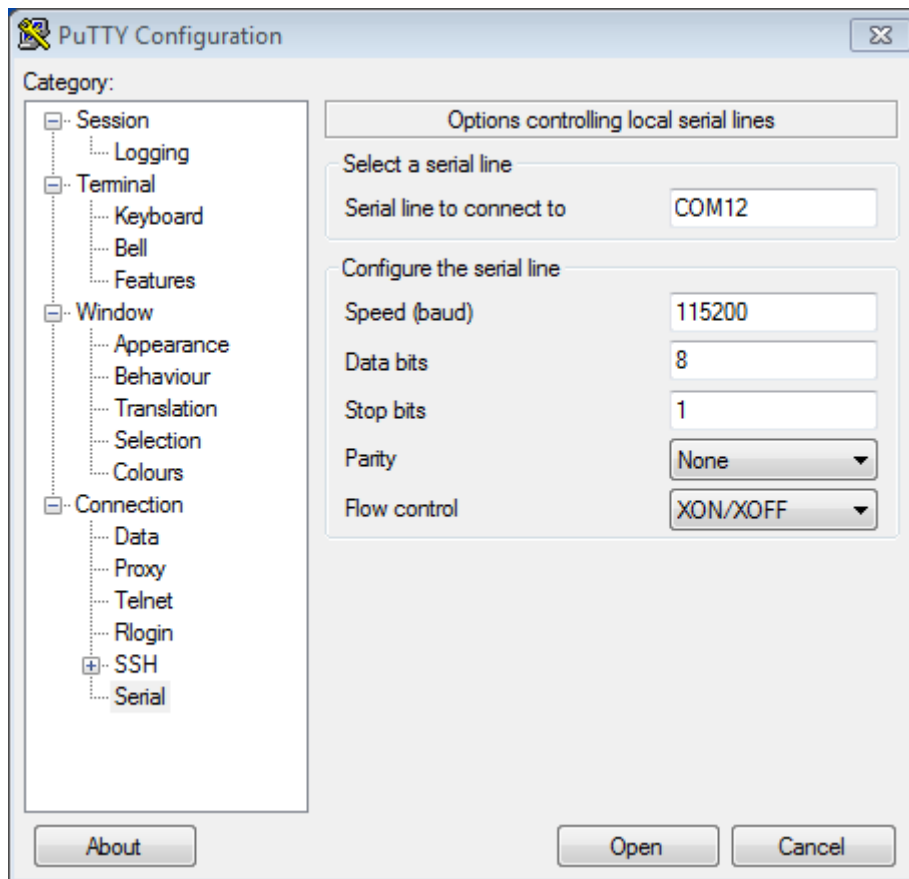 PuTTY Configuration
Category:
Session
Logging
Terminal
Keyboard
Bell
Features
Window
Appearance
Behaviour
Translation
Selection
Colours
Connection
Data
Proxy
Telnet
Rlogin
SSH
Serial
Options controlling local serial lines
Select a serial line
Serial line to connect to COM12
Configure the serial line
Speed (baud) 115200
Data bits 8
Stop bits 1
Parity None
Flow control XON/XOFF
About Open Cancel